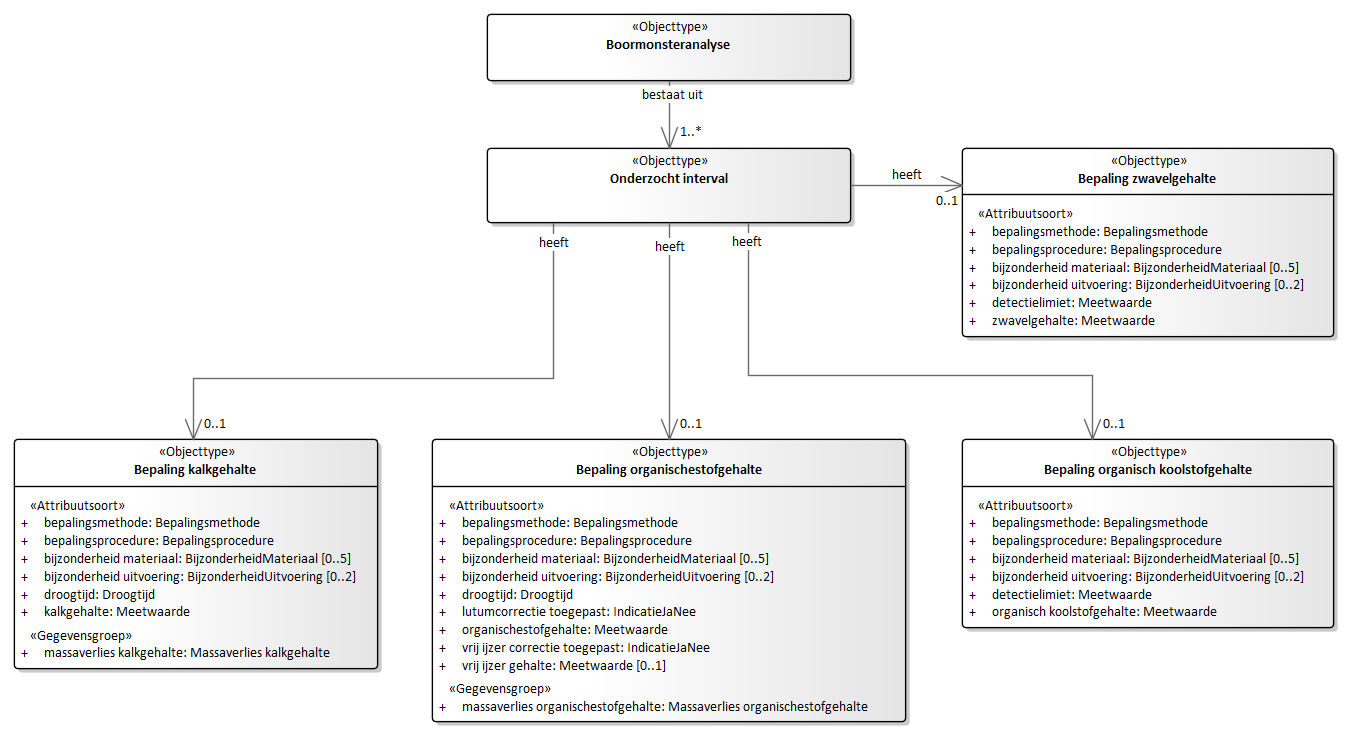 «Objecttype»
Boormonsteranalyse
bestaat uit
1..*
«Objecttype»
Onderzocht interval
heeft
0..1
«Objecttype»
Bepaling zwavelgehalte
«Attribuutsoort»
+ bepalingsmethode: Bepalingsmethode
+ bepalingsprocedure: Bepalingsprocedure
+ bijzonderheid materiaal: BijzonderheidMateriaal [0..5]
+ bijzonderheid uitvoering: BijzonderheidUitvoering [0..2]
+ detectielimiet: Meetwaarde
+ zwavelgehalte: Meetwaarde
heeft
heeft
heeft
0..1
0..1
0..1
«Objecttype»
Bepaling kalkgehalte
«Attribuutsoort»
+ bepalingsmethode: Bepalingsmethode
+ bepalingsprocedure: Bepalingsprocedure
+ bijzonderheid materiaal: BijzonderheidMateriaal [0..5]
+ bijzonderheid uitvoering: BijzonderheidUitvoering [0..2]
+ droogtijd: Droogtijd
+ kalkgehalte: Meetwaarde
«Gegevensgroep»
+ massaverlies kalkgehalte: Massaverlies kalkgehalte
«Objecttype»
Bepaling organischestofgehalte
«Attribuutsoort»
+ bepalingsmethode: Bepalingsmethode
+ bepalingsprocedure: Bepalingsprocedure
+ bijzonderheid materiaal: BijzonderheidMateriaal [0..5]
+ bijzonderheid uitvoering: BijzonderheidUitvoering [0..2]
+ droogtijd: Droogtijd
+ lutumcorrectie toegepast: IndicatieJaNee
+ organischestofgehalte: Meetwaarde
+ vrij ijzer correctie toegepast: IndicatieJaNee
+ vrij ijzer gehalte: Meetwaarde [0..1]
«Gegevensgroep»
+ massaverlies organischestofgehalte: Massaverlies organischestofgehalte
«Objecttype»
Bepaling organisch koolstofgehalte
«Attribuutsoort»
+ bepalingsmethode: Bepalingsmethode
+ bepalingsprocedure: Bepalingsprocedure
+ bijzonderheid materiaal: BijzonderheidMateriaal [0..5]
+ bijzonderheid uitvoering: BijzonderheidUitvoering [0..2]
+ detectielimiet: Meetwaarde
+ organisch koolstofgehalte: Meetwaarde